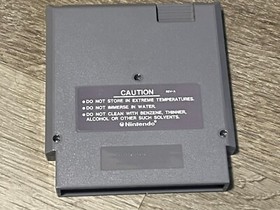 CAUTION REV-A
● DO NOT STORE IN EXTREME TEMPERATURES.
● DO NOT IMMERSE IN WATER.
● DO NOT CLEAN WITH BENZENE, THINNER,
ALCOHOL OR OTHER SUCH SOLVENTS.
Nintendo